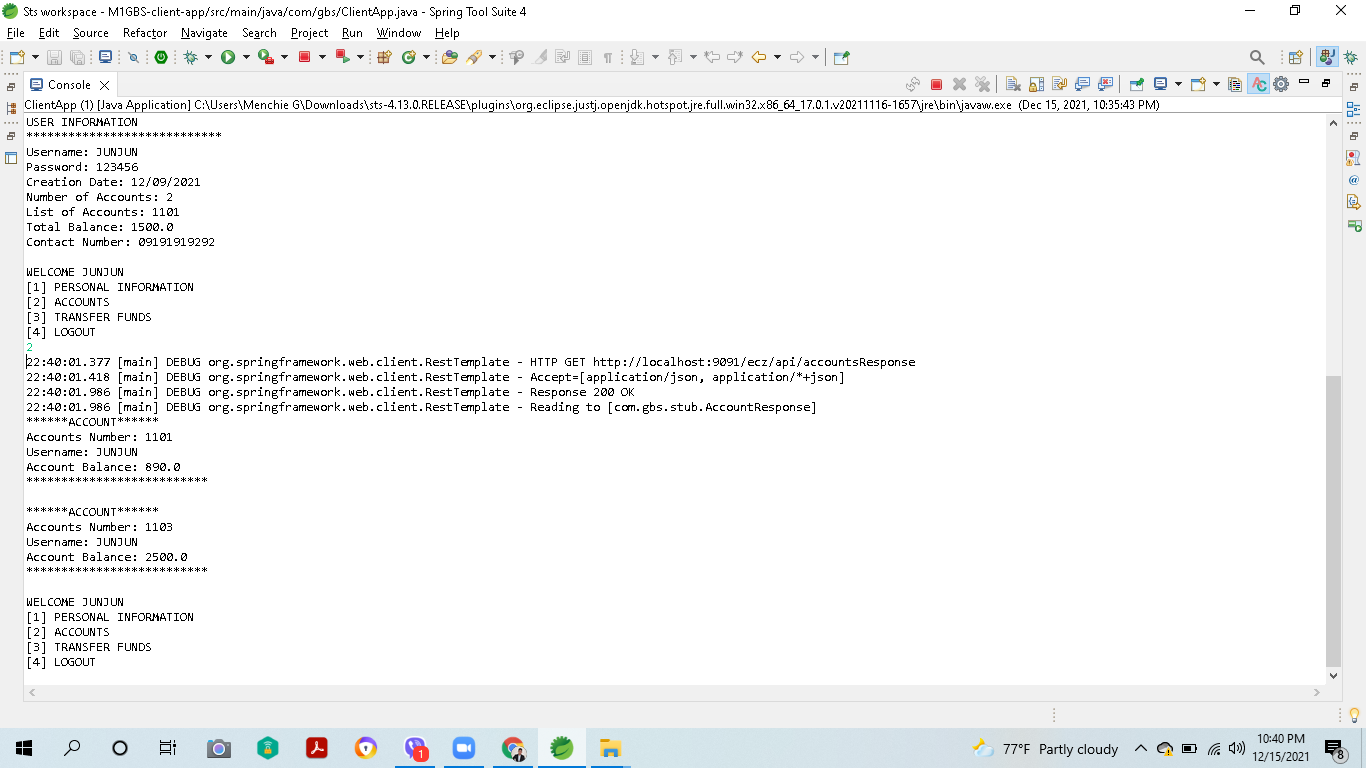 Sts workspace - M1GBS-client-app/src/main/java/com/gbs/ClientApp.java - Spring Tool Suite 4
File Edit Source Refactor Navigate Search Project Run Window Help
Console
ClientApp (1) [Java Application] C:\Users\Menchie G\Downloads\sts-4.13.0.RELEASE\plugins\org.eclipse.justj.openjdk.hotspot.jre.full.win32.x86_64_17.0.1.v20211116-1657\jre\bin\javaw.exe (Dec 15, 2021, 10:35:43 PM)
USER INFORMATION
****************************
Username: JUNJUN
Password: 123456
Creation Date: 12/09/2021
Number of Accounts: 2
List of Accounts: 1101
Total Balance: 1500.0
Contact Number: 09191919292
WELCOME JUNJUN
[1] PERSONAL INFORMATION
[2] ACCOUNTS
[3] TRANSFER FUNDS
[4] LOGOUT
2
22:40:01.377 [main] DEBUG org.springframework.web.client.RestTemplate - HTTP GET http://localhost:9091/ecz/api/accountsResponse
22:40:01.418 [main] DEBUG org.springframework.web.client.RestTemplate - Accept=[application/json, application/*+json]
22:40:01.986 [main] DEBUG org.springframework.web.client.RestTemplate - Response 200 OK
22:40:01.986 [main] DEBUG org.springframework.web.client.RestTemplate - Reading to [com.gbs.stub.AccountResponse]
******ACCOUNT******
Accounts Number: 1101
Username: JUNJUN
Account Balance: 890.0
**************************
******ACCOUNT******
Accounts Number: 1103
Username: JUNJUN
Account Balance: 2500.0
**************************
WELCOME JUNJUN
[1] PERSONAL INFORMATION
[2] ACCOUNTS
[3] TRANSFER FUNDS
[4] LOGOUT
1
77°F Partly cloudy
10:40 PM
12/15/2021
8